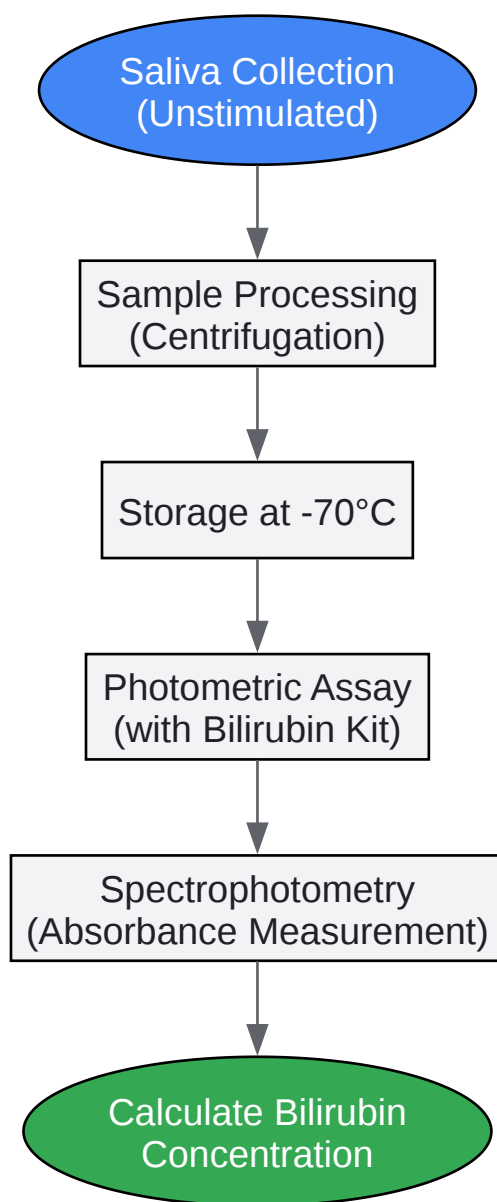 Saliva Collection
(Unstimulated)
Sample Processing
(Centrifugation)
Storage at -70°C
Photometric Assay
(with Bilirubin Kit)
Spectrophotometry
(Absorbance Measurement)
Calculate Bilirubin
Concentration